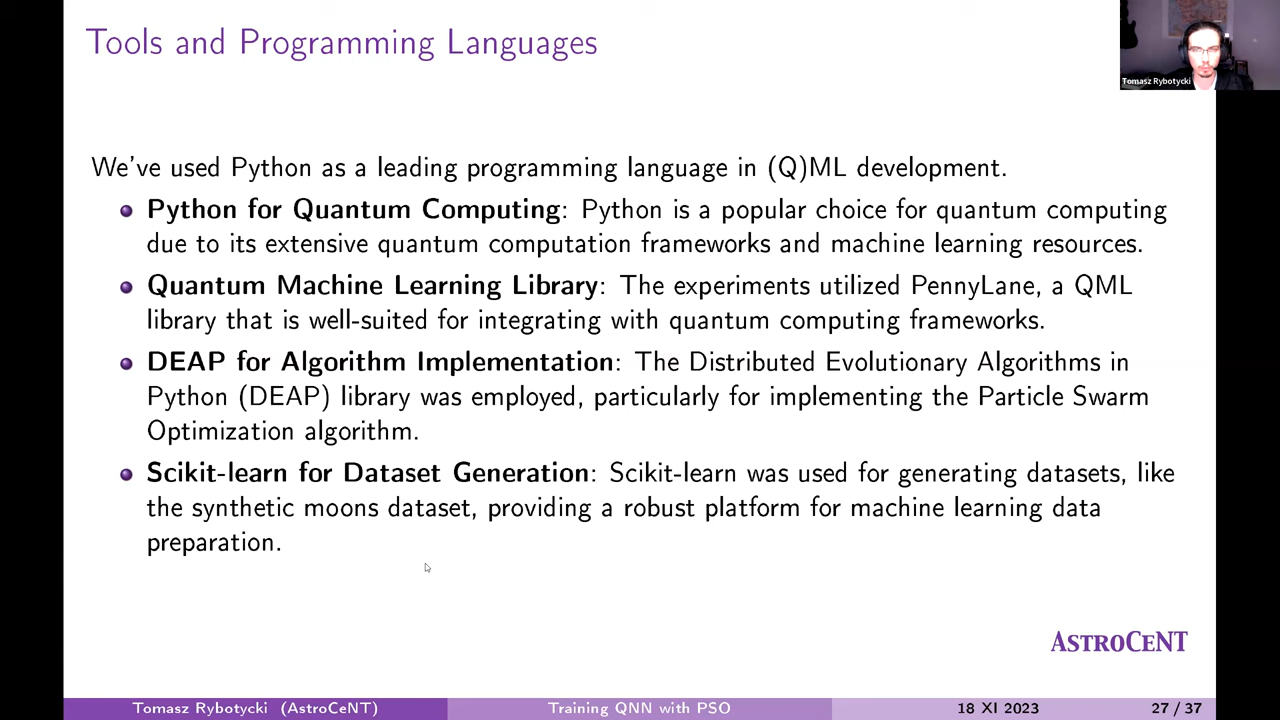 Tools and Programming Languages
Tomasz Rybotycki
We've used Python as a leading programming language in (Q)ML development.
Python for Quantum Computing: Python is a popular choice for quantum computing
due to its extensive quantum computation frameworks and machine learning resources.
Quantum Machine Learning Library: The experiments utilized PennyLane, a QML
library that is well-suited for integrating with quantum computing frameworks.
DEAP for Algorithm Implementation: The Distributed Evolutionary Algorithms in
Python (DEAP) library was employed, particularly for implementing the Particle Swarm
Optimization algorithm.
Scikit-learn for Dataset Generation: Scikit-learn was used for generating datasets, like
the synthetic moons dataset, providing a robust platform for machine learning data
preparation.
ASTROCENT
Tomasz Rybotycki (AstroCeNT) Training QNN with PSO 18 XI 2023 27 / 37